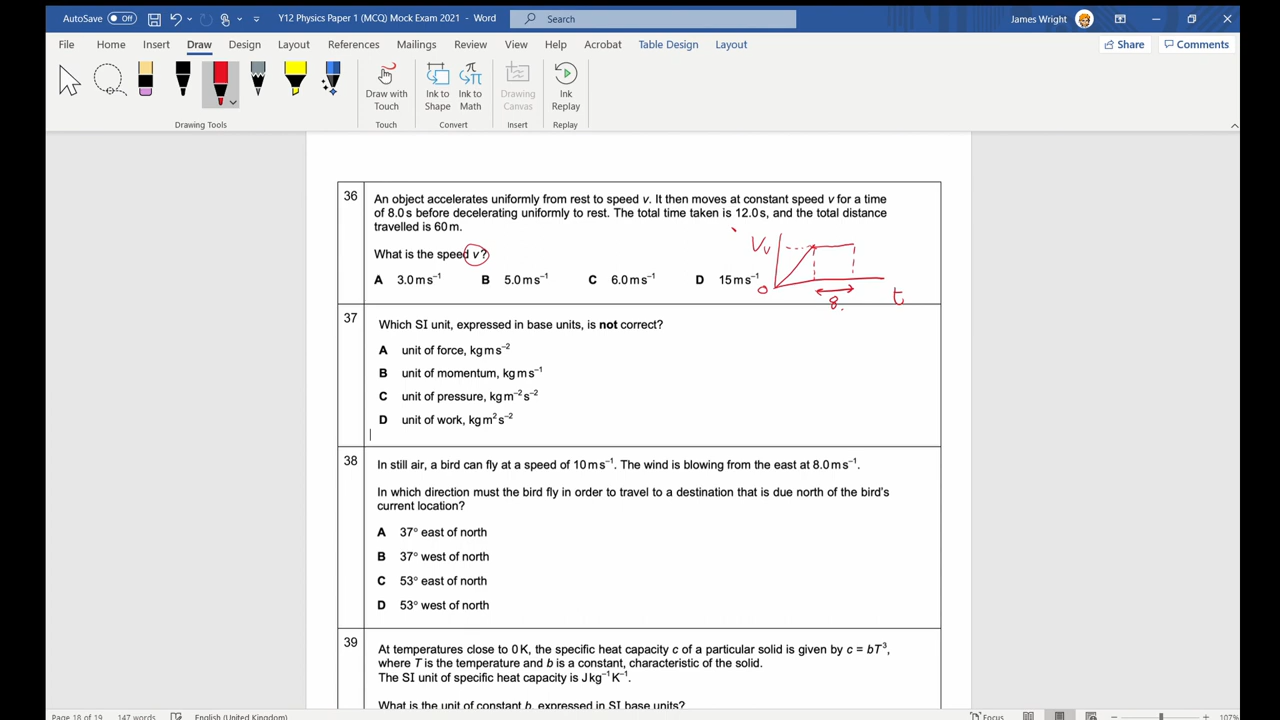 AutoSave Off Y12 Physics Paper 1 (MCQ) Mock Exam 2021 - Word Search James Wright
File Home Insert Draw Design Layout References Mailings Review View Help Acrobat Table Design Layout Share Comments
Draw with Touch Ink to Shape Ink to Math Drawing Canvas Ink Replay
Drawing Tools Touch Convert Insert Replay
36 An object accelerates uniformly from rest to speed v. It then moves at constant speed v for a time
of 8.0 s before decelerating uniformly to rest. The total time taken is 12.0 s, and the total distance
travelled is 60 m.
What is the speed v?
A 3.0 m s⁻¹ B 5.0 m s⁻¹ C 6.0 m s⁻¹ D 15 m s⁻¹
V v
0 8. t
37 Which SI unit, expressed in base units, is not correct?
A unit of force, kg m s⁻²
B unit of momentum, kg m s⁻¹
C unit of pressure, kg m⁻² s⁻²
D unit of work, kg m² s⁻²
38 In still air, a bird can fly at a speed of 10 m s⁻¹. The wind is blowing from the east at 8.0 m s⁻¹.
In which direction must the bird fly in order to travel to a destination that is due north of the bird's
current location?
A 37° east of north
B 37° west of north
C 53° east of north
D 53° west of north
39 At temperatures close to 0 K, the specific heat capacity c of a particular solid is given by c = bT³,
where T is the temperature and b is a constant, characteristic of the solid.
The SI unit of specific heat capacity is J kg⁻¹ K⁻¹.
What is the unit of constant b, expressed in SI base units?
Page 18 of 19 147 words English (United Kingdom) Focus 107%